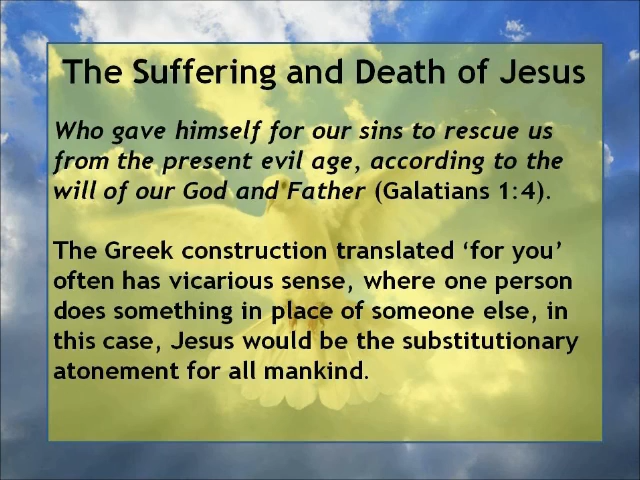 The Suffering and Death of Jesus
Who gave himself for our sins to rescue us
from the present evil age, according to the
will of our God and Father (Galatians 1:4).
The Greek construction translated ‘for you’
often has vicarious sense, where one person
does something in place of someone else, in
this case, Jesus would be the substitutionary
atonement for all mankind.